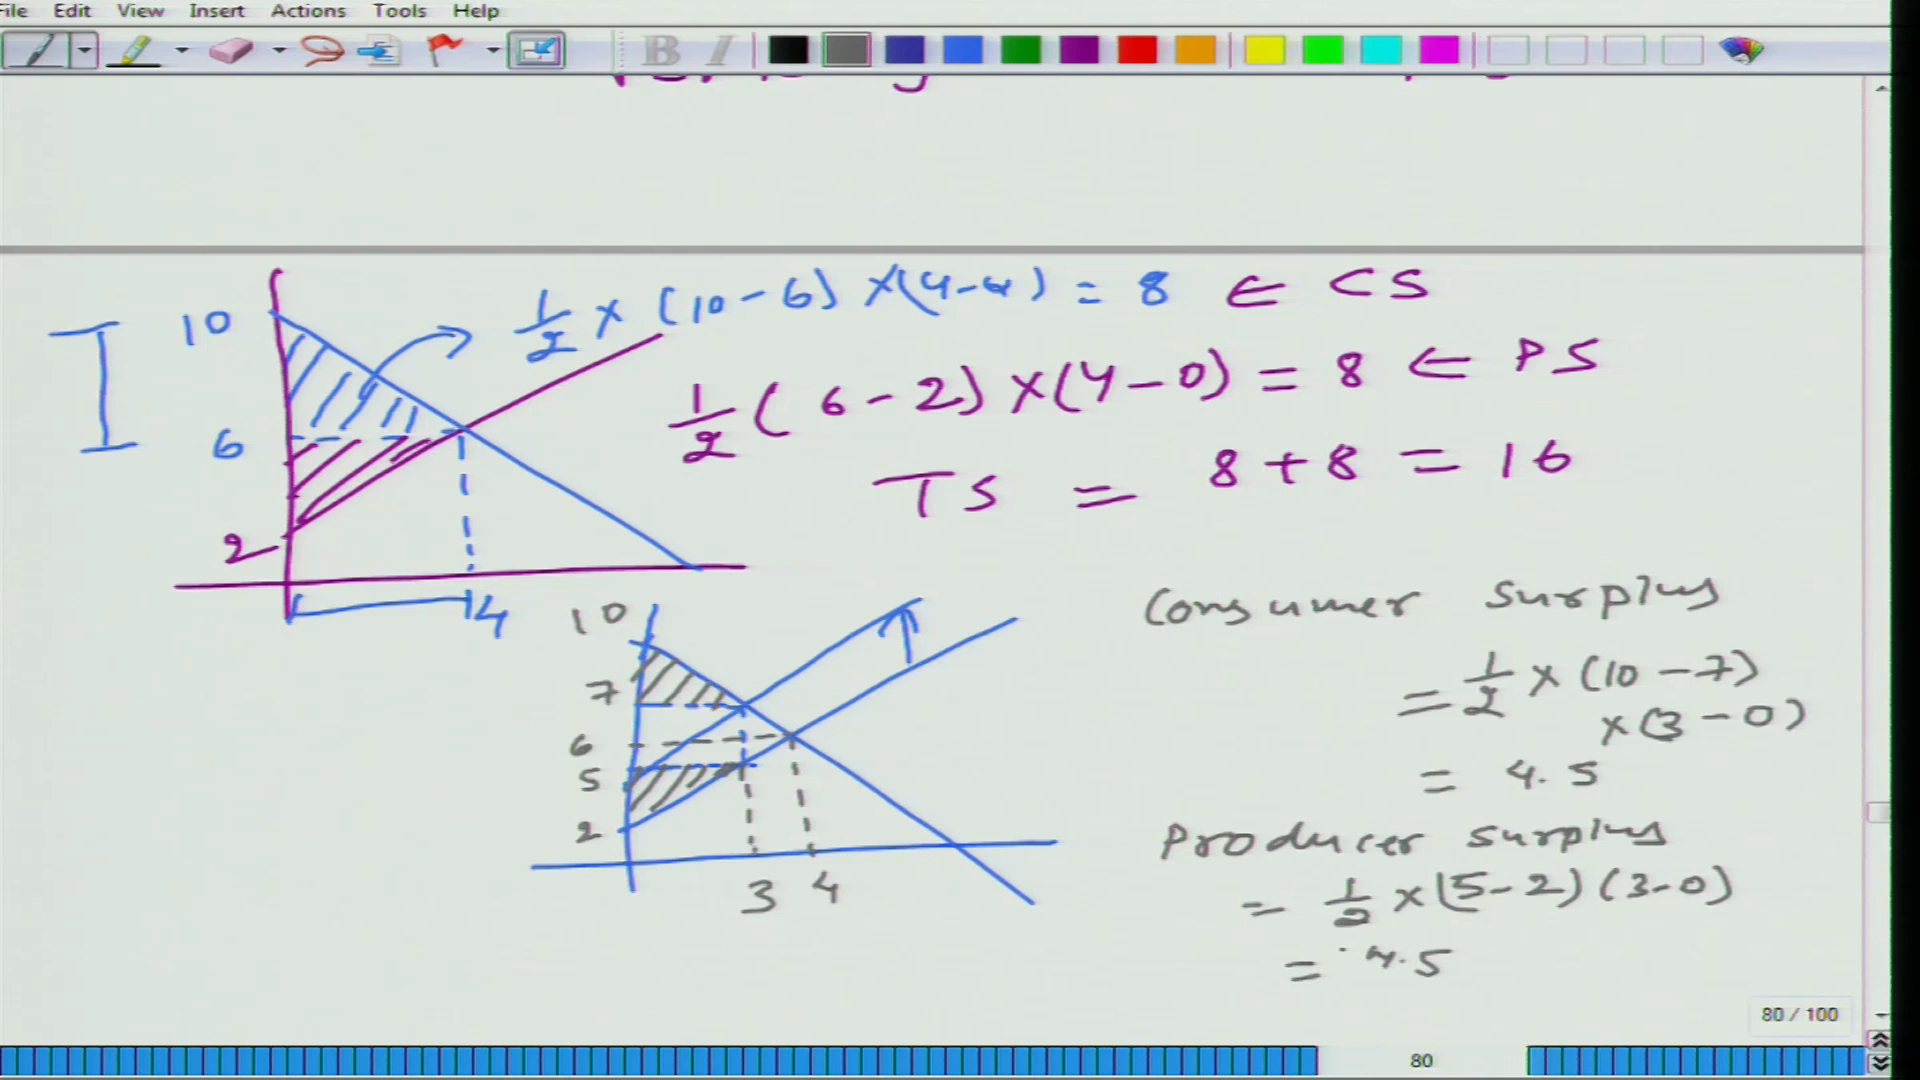 File Edit View Insert Actions Tools Help
B I
10
6
2
4
1/2 × (10-6) × (4-0) = 8 ← CS
1/2 (6-2) × (4-0) = 8 ← PS
TS = 8 + 8 = 16
10
7
6
5
2
3 4
Consumer surplus
= 1/2 × (10-7)
× (3-0)
= 4.5
Producer surplus
= 1/2 × (5-2) (3-0)
= 4.5
80 / 100
80